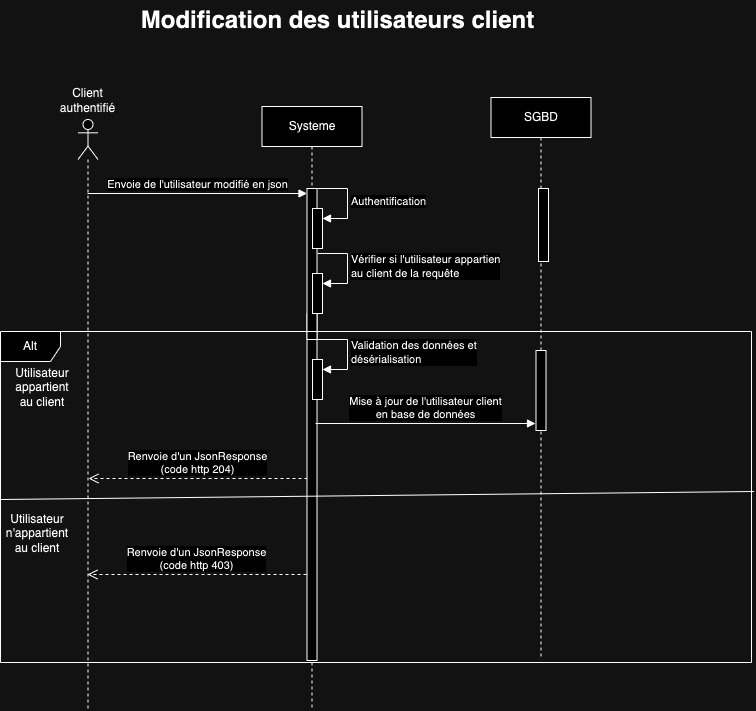 Modification des utilisateurs client
Client
authentifié
Systeme
SGBD
Envoie de l'utilisateur modifié en json
Authentification
Vérifier si l'utilisateur appartien
au client de la requête
Alt
Utilisateur
appartient
au client
Validation des données et
désérialisation
Mise à jour de l'utilisateur client
en base de données
Renvoie d'un JsonResponse
(code http 204)
Utilisateur
n'appartient
au client
Renvoie d'un JsonResponse
(code http 403)